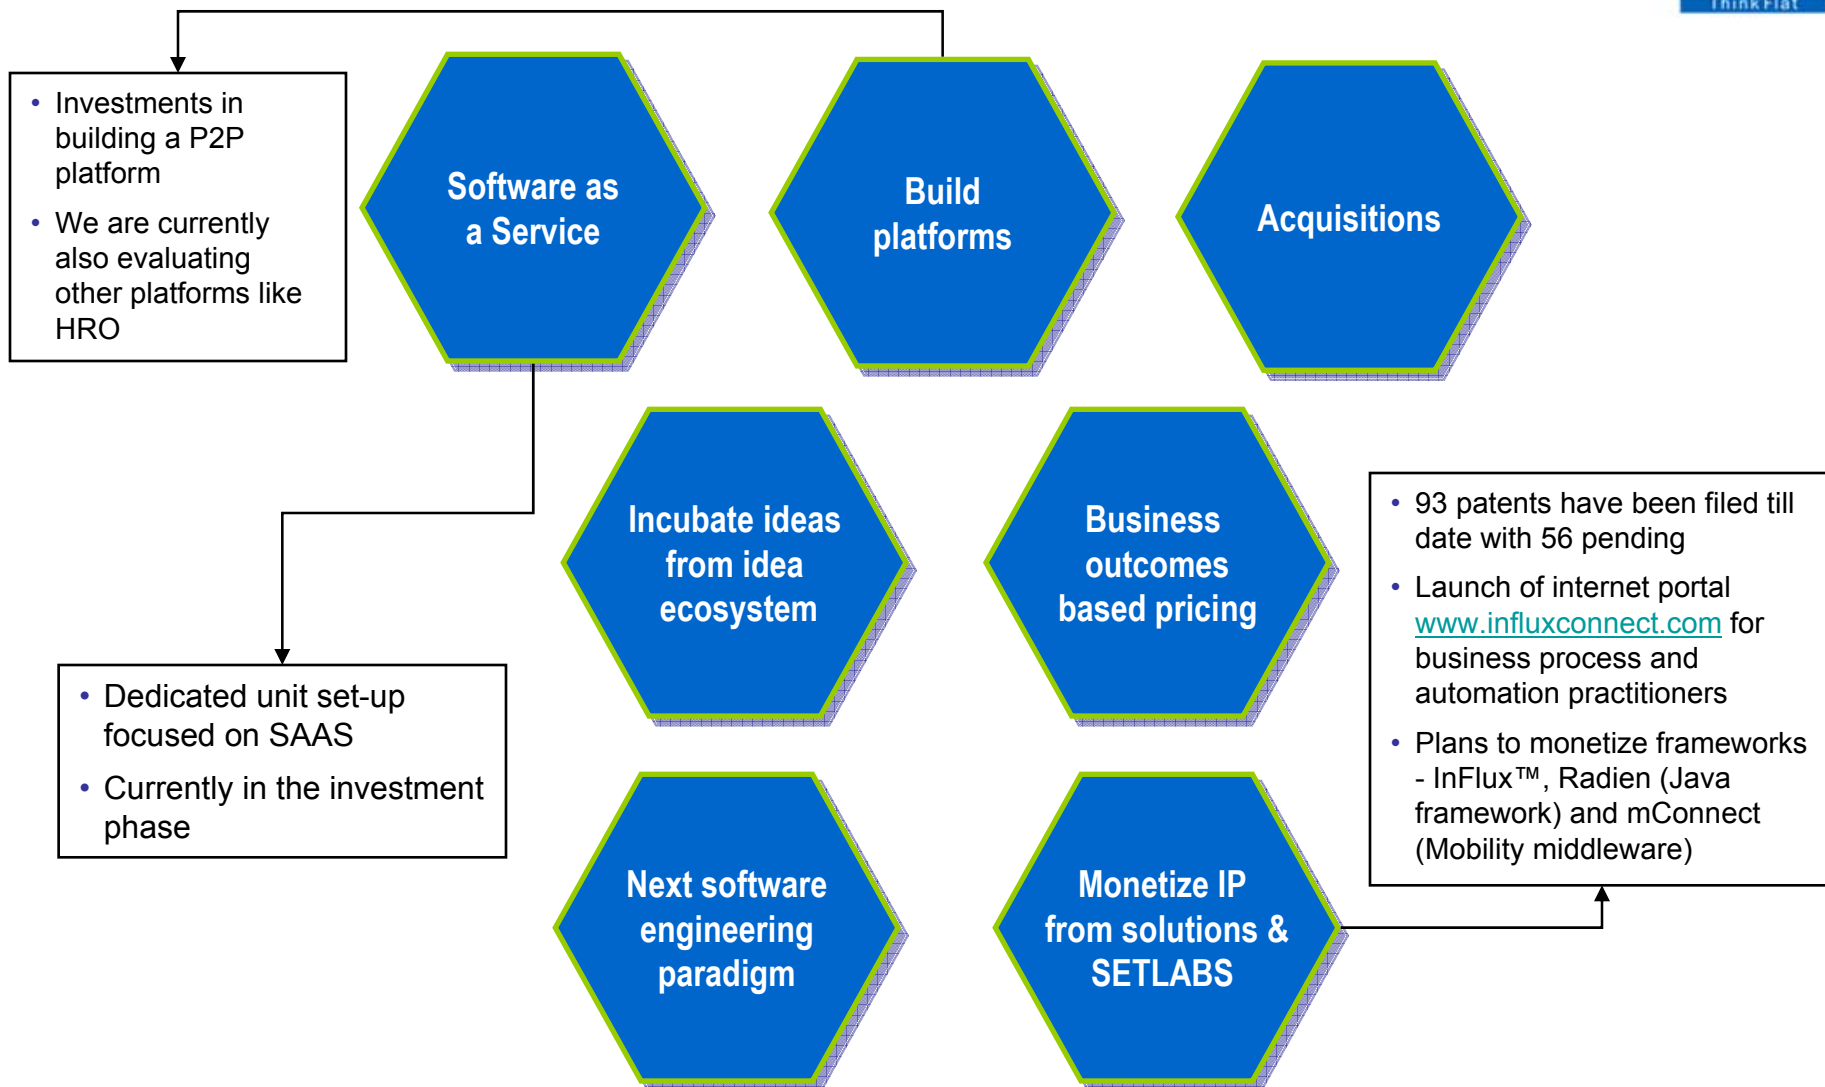 ThinkFlat
• Investments in
building a P2P
platform
• We are currently
also evaluating
other platforms like
HRO
Software as
a Service
Build
platforms
Acquisitions
Incubate ideas
from idea
ecosystem
Business
outcomes
based pricing
• 93 patents have been filed till
date with 56 pending
• Launch of internet portal
www.influxconnect.com for
business process and
automation practitioners
• Plans to monetize frameworks
- InFlux™, Radien (Java
framework) and mConnect
(Mobility middleware)
• Dedicated unit set-up
focused on SAAS
• Currently in the investment
phase
Next software
engineering
paradigm
Monetize IP
from solutions &
SETLABS